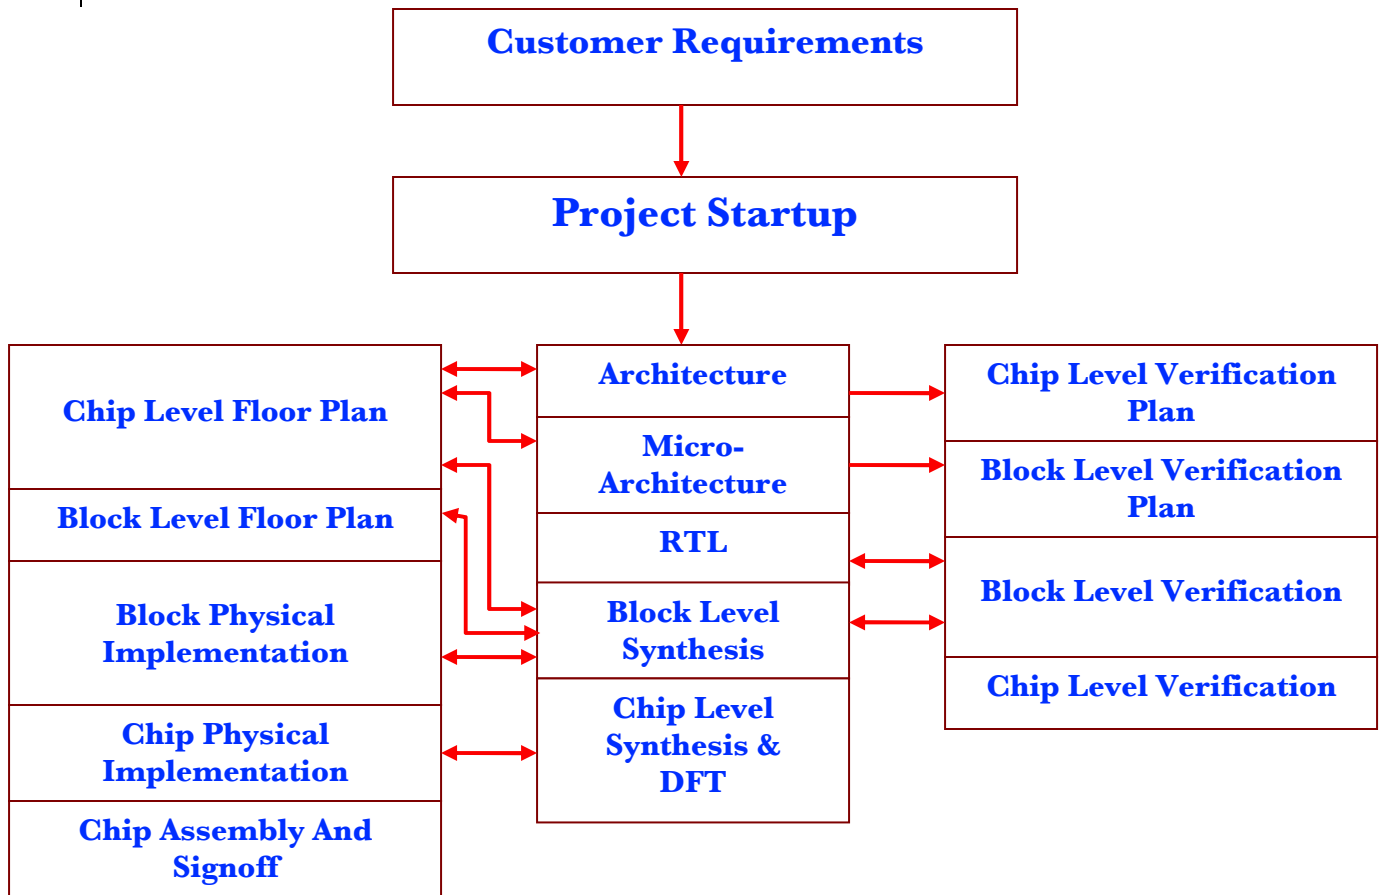 Customer Requirements
Project Startup
Chip Level Floor Plan
Block Level Floor Plan
Block Physical
Implementation
Chip Physical
Implementation
Chip Assembly And
Signoff
Architecture
Micro-
Architecture
RTL
Block Level
Synthesis
Chip Level
Synthesis &
DFT
Chip Level Verification
Plan
Block Level Verification
Plan
Block Level Verification
Chip Level Verification